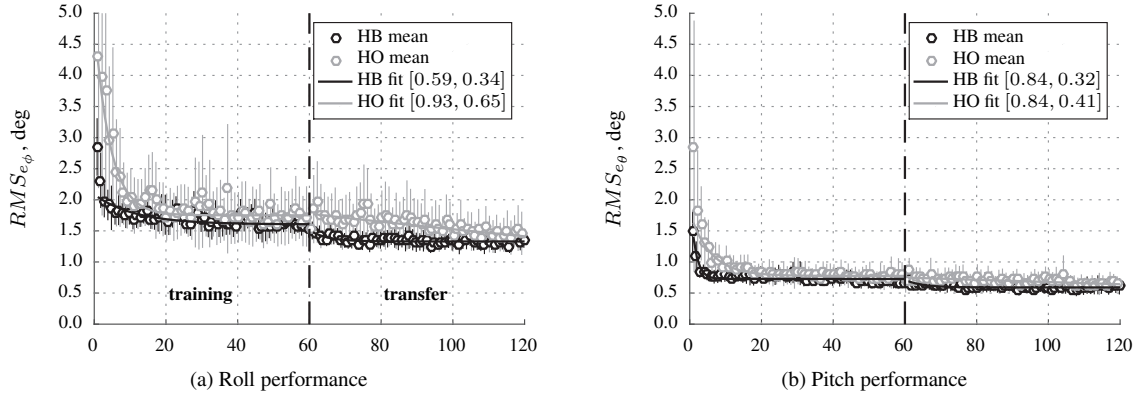 RMS_{e_ϕ}, deg
5.0
4.5
4.0
3.5
3.0
2.5
2.0
1.5
1.0
0.5
0.0
HB mean
HO mean
HB fit [0.59, 0.34]
HO fit [0.93, 0.65]
training
transfer
0 20 40 60 80 100 120
(a) Roll performance
RMS_{e_θ}, deg
5.0
4.5
4.0
3.5
3.0
2.5
2.0
1.5
1.0
0.5
0.0
HB mean
HO mean
HB fit [0.84, 0.32]
HO fit [0.84, 0.41]
0 20 40 60 80 100 120
(b) Pitch performance